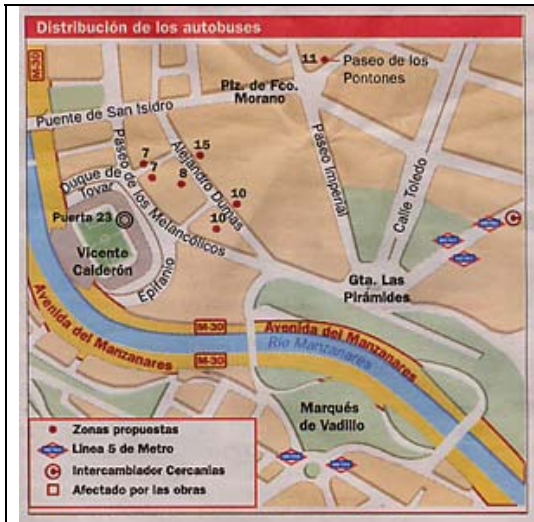 Distribución de los autobuses
M-30
11
Paseo de los
Pontones
Plz. de Fco.
Morano
Puente de San Isidro
Paseo de los Melancólicos
Alejandro Dumas
Paseo Imperial
Calle Toledo
15
7
7
8
10
10
Duque de
Tovar
Puerta 23
Vicente
Calderón
Epifanio
Gta. Las
Pirámides
Avenida del Manzanares
M-30
M-30
Avenida del Manzanares
Río Manzanares
Marqués
de Vadillo
Zonas propuestas
Línea 5 de Metro
Intercambiador Cercanías
Afectado por las obras